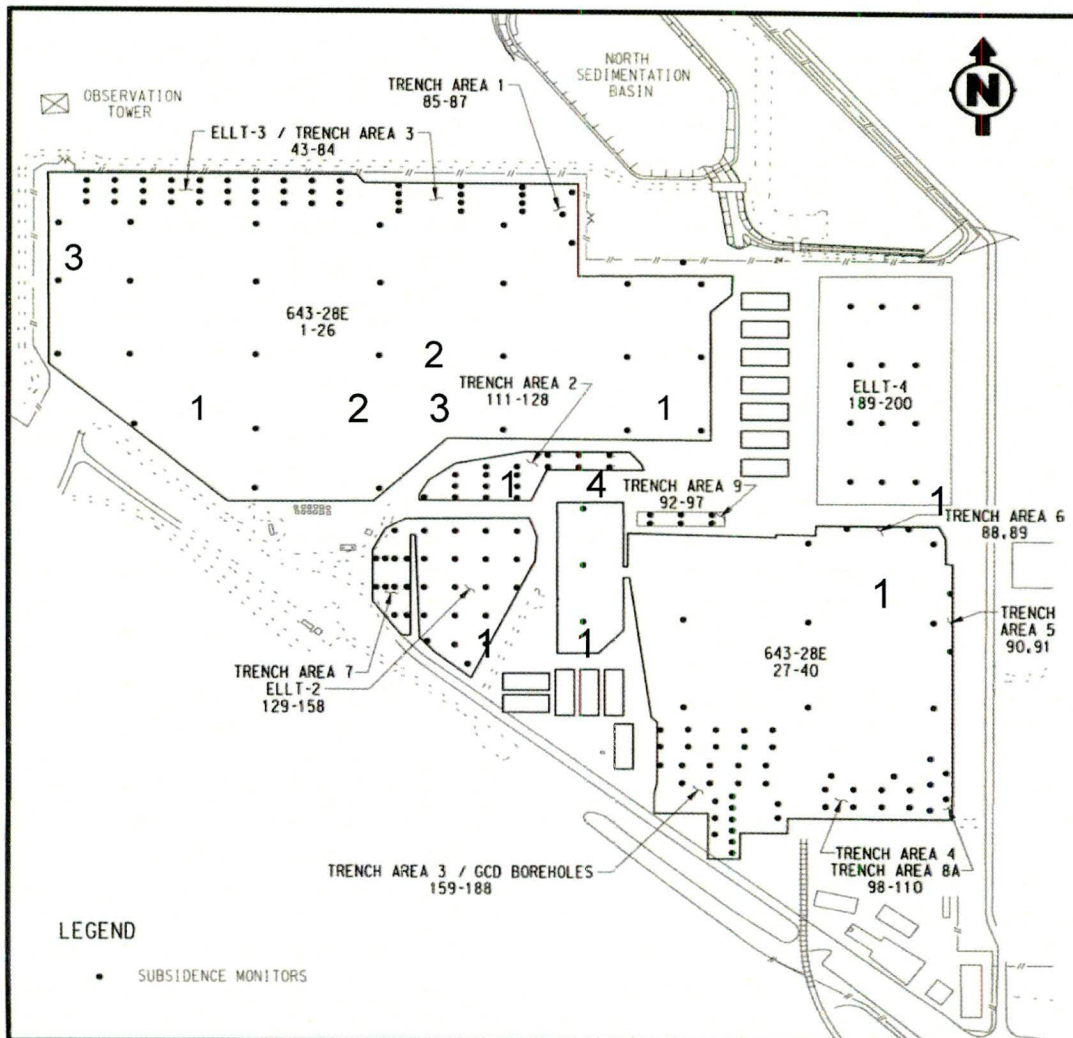 NORTH
SEDIMENTATION
BASIN
N
TRENCH AREA 1
85-87
OBSERVATION
TOWER
ELLT-3 / TRENCH AREA 3
43-84
3
24
643-28E
1-26
2
TRENCH AREA 2
111-128
ELLT-4
189-200
1
2
3
1
1
4
TRENCH AREA 9
92-97
1
TRENCH AREA 6
88,89
1
TRENCH
AREA 5
90,91
1
1
643-28E
27-40
TRENCH AREA 7
ELLT-2
129-158
TRENCH AREA 3 / GCD BOREHOLES
159-188
TRENCH AREA 4
TRENCH AREA 8A
98-110
LEGEND
SUBSIDENCE MONITORS